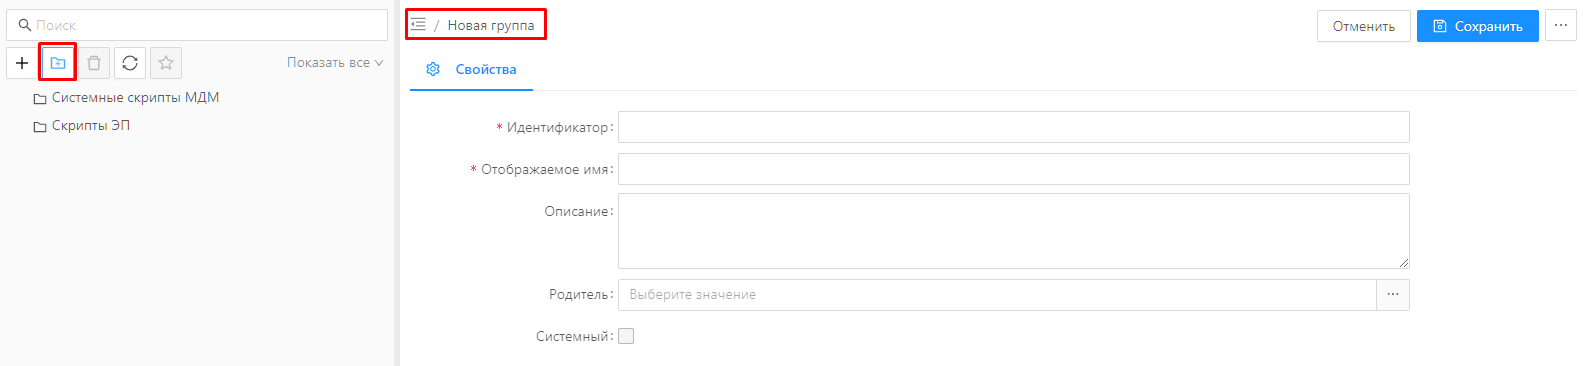 Поиск
Показать все
Системные скрипты МДМ
Скрипты ЭП
/ Новая группа
Отменить
Сохранить
Свойства
* Идентификатор:
* Отображаемое имя:
Описание:
Родитель: Выберите значение
Системный: